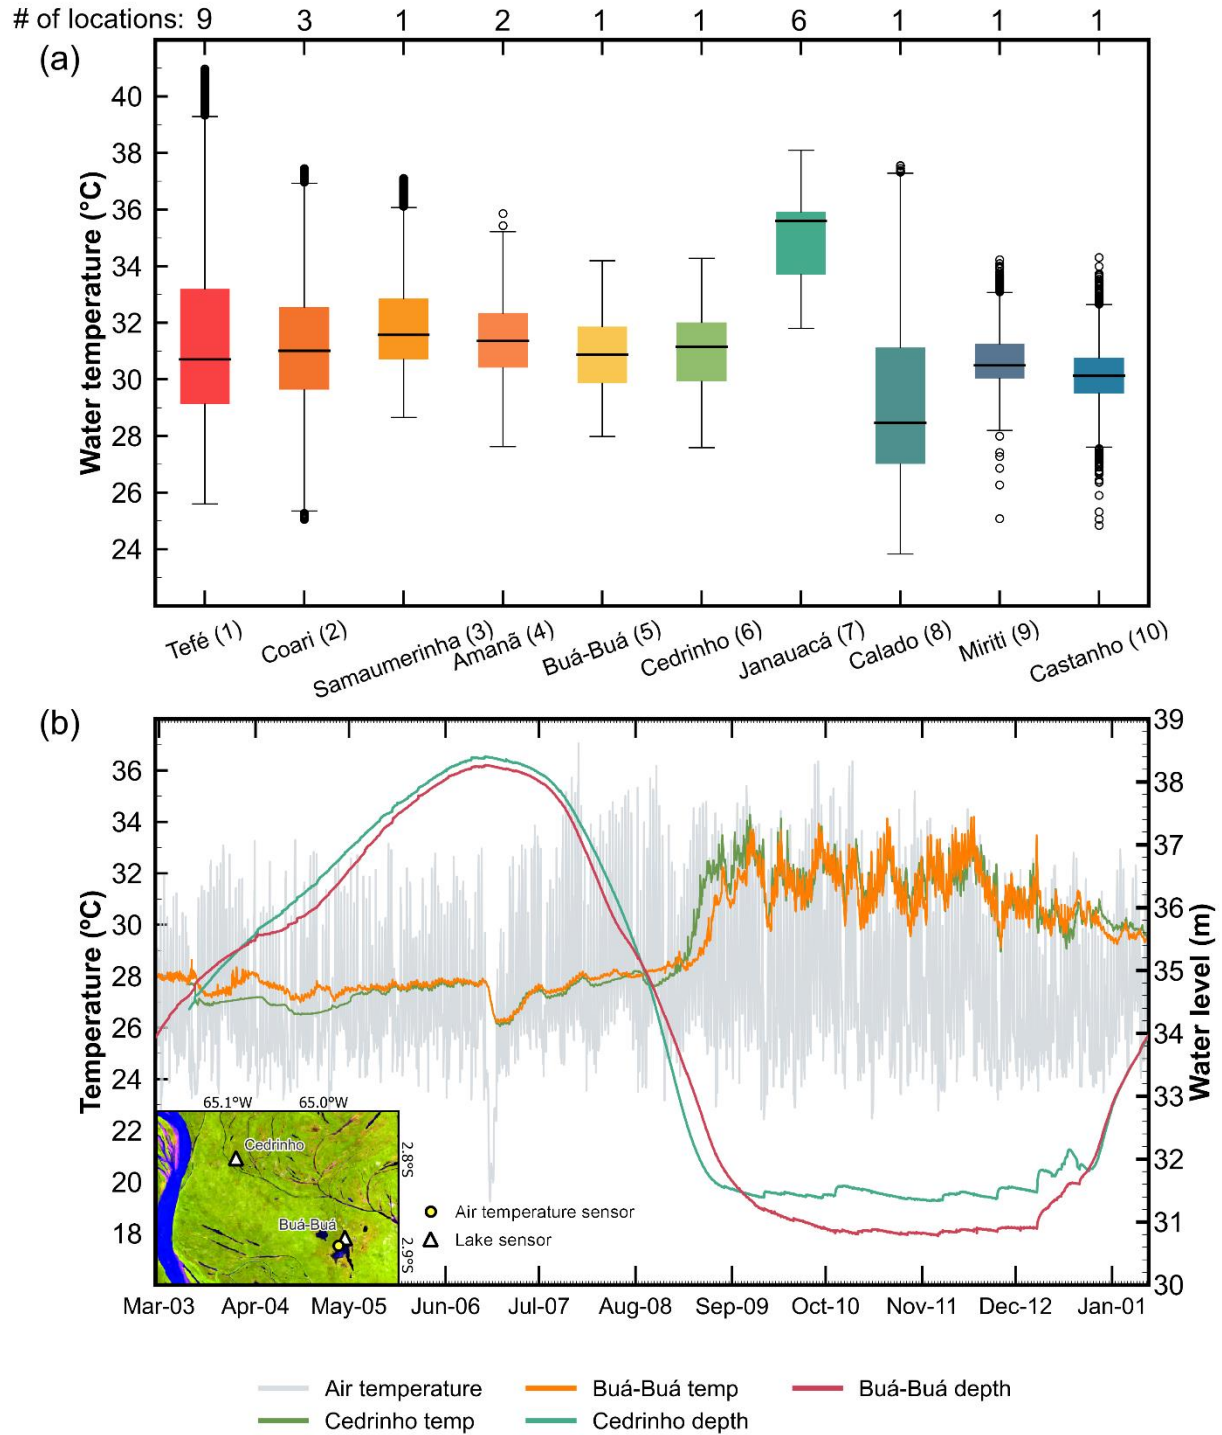 # of locations: 9 3 1 2 1 1 6 1 1 1
(a)
Water temperature (°C)
40
38
36
34
32
30
28
26
24
Tefé (1) Coari (2) Samaumerinha (3) Amanã (4) Buá-Buá (5) Cedrinho (6) Janauacá (7) Calado (8) Miriti (9) Castanho (10)
(b)
Temperature (ºC)
36
34
32
30
28
26
24
22
20
18
Water level (m)
39
38
37
36
35
34
33
32
31
30
65.1°W 65.0°W
2.8°S
2.9°S
Cedrinho
Buá-Buá
Air temperature sensor
Lake sensor
Mar-03 Apr-04 May-05 Jun-06 Jul-07 Aug-08 Sep-09 Oct-10 Nov-11 Dec-12 Jan-01
Air temperature Buá-Buá temp Buá-Buá depth
Cedrinho temp Cedrinho depth